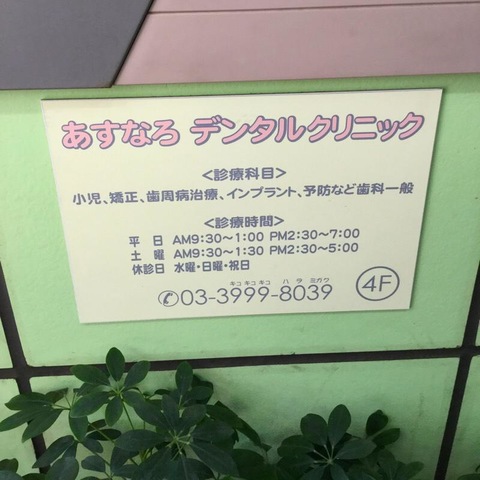 あすなろ デンタルクリニック
<診療科目>
小児、矯正、歯周病治療、インプラント、予防など歯科一般
<診療時間>
平 日 AM9:30～1:00 PM2:30～7:00
土 曜 AM9:30～1:30 PM2:30～5:00
休診日 水曜・日曜・祝日
キュ キュ キュ ハ ヲ ミガク
✆03-3999-8039
4F